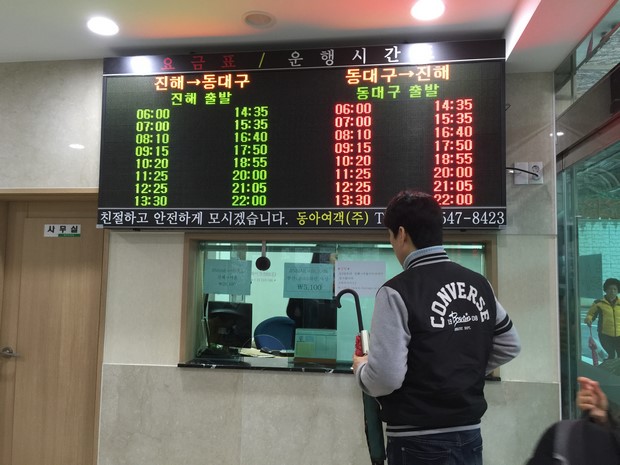 요금표 / 운행시간
진해→동대구 동대구→진해
진해 출발 동대구 출발
06:00 14:35 06:00 14:35
07:00 15:35 07:00 15:35
08:10 16:40 08:10 16:40
09:15 17:50 09:15 17:50
10:20 18:55 10:20 18:55
11:25 20:00 11:25 20:00
12:25 21:05 12:25 21:05
13:30 22:00 13:30 22:00
친절하고 안전하게 모시겠습니다. 동아여객(주) 547-8423
사무실
₩5,100
CONVERSE